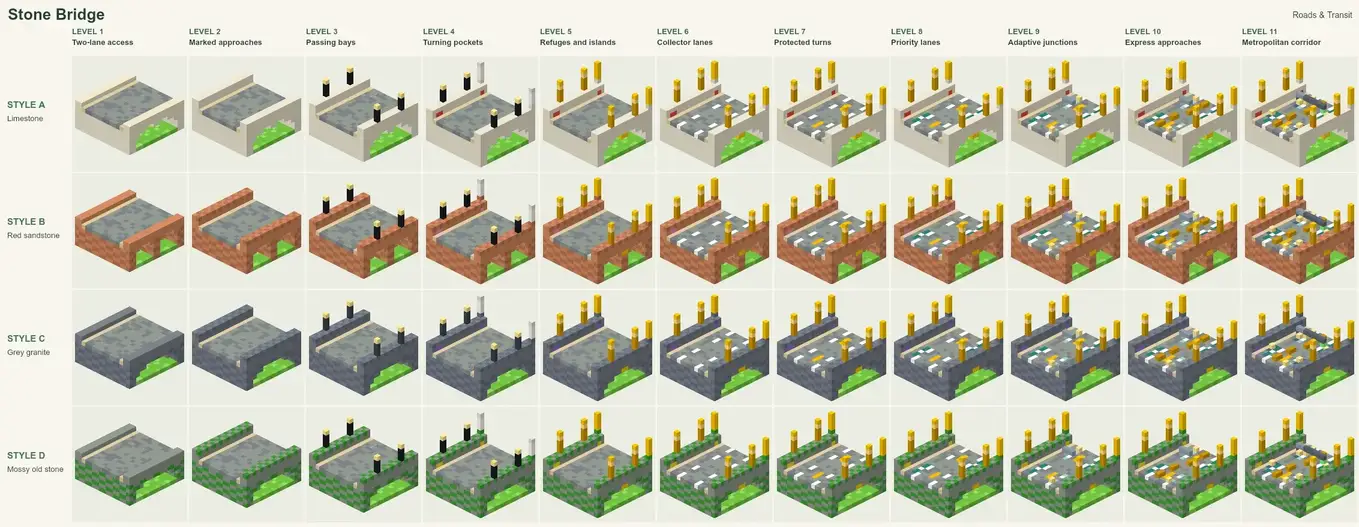 Stone Bridge
Roads & Transit
LEVEL 1
Two-lane access
LEVEL 2
Marked approaches
LEVEL 3
Passing bays
LEVEL 4
Turning pockets
LEVEL 5
Refuges and islands
LEVEL 6
Collector lanes
LEVEL 7
Protected turns
LEVEL 8
Priority lanes
LEVEL 9
Adaptive junctions
LEVEL 10
Express approaches
LEVEL 11
Metropolitan corridor
STYLE A
Limestone
STYLE B
Red sandstone
STYLE C
Grey granite
STYLE D
Mossy old stone